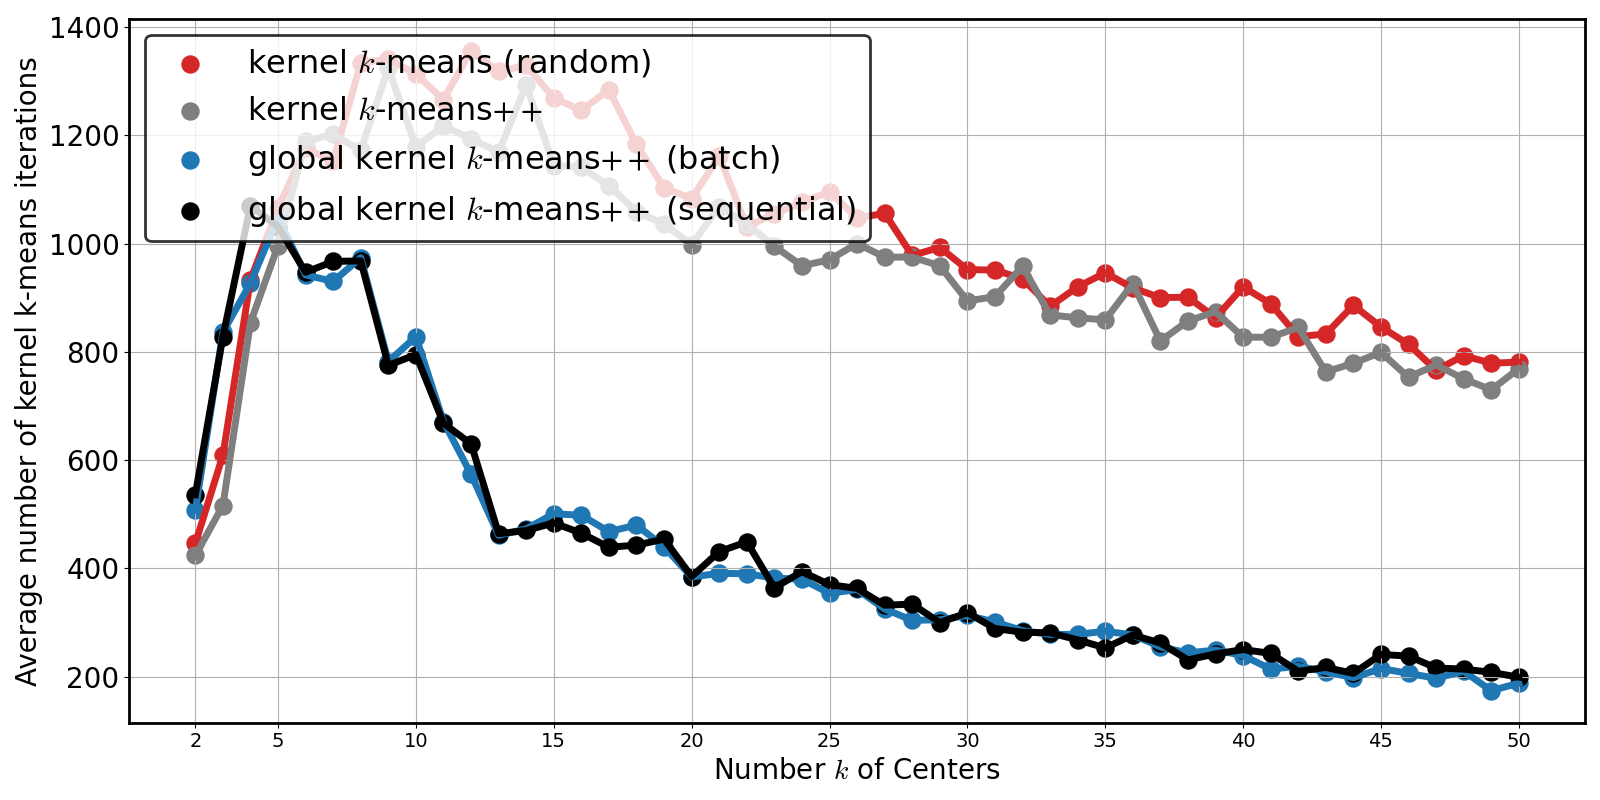 1400
1200
1000
800
600
400
200
Average number of kernel k-means iterations
kernel k-means (random)
kernel k-means++
global kernel k-means++ (batch)
global kernel k-means++ (sequential)
2 5 10 15 20 25 30 35 40 45 50
Number k of Centers